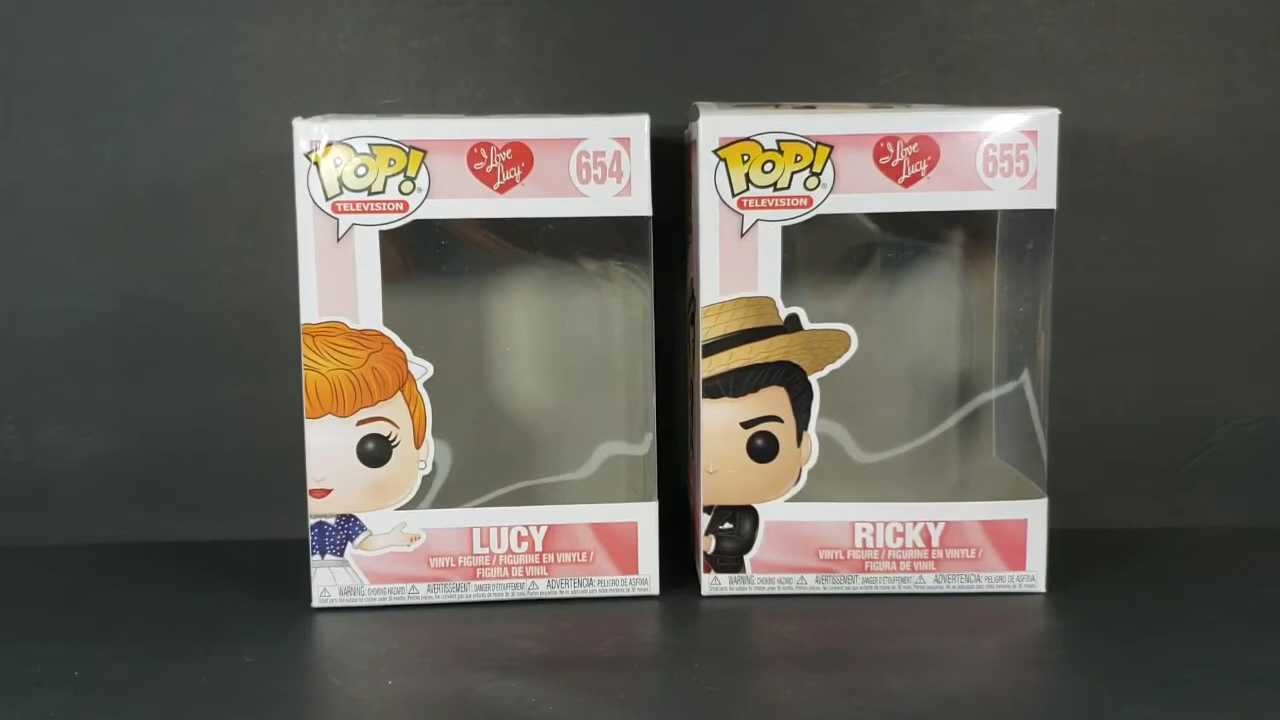 POP!
TELEVISION
I Love
Lucy
654
LUCY
VINYL FIGURE / FIGURINE EN VINYLE /
FIGURA DE VINIL
⚠ WARNING: CHOKING HAZARD ⚠ AVERTISSEMENT: DANGER D'ÉTOUFFEMENT ⚠ ADVERTENCIA: PELIGRO DE ASFIXIA
POP!
TELEVISION
I Love
Lucy
655
RICKY
VINYL FIGURE / FIGURINE EN VINYLE /
FIGURA DE VINIL
⚠ WARNING: CHOKING HAZARD ⚠ AVERTISSEMENT: DANGER D'ÉTOUFFEMENT ⚠ ADVERTENCIA: PELIGRO DE ASFIXIA